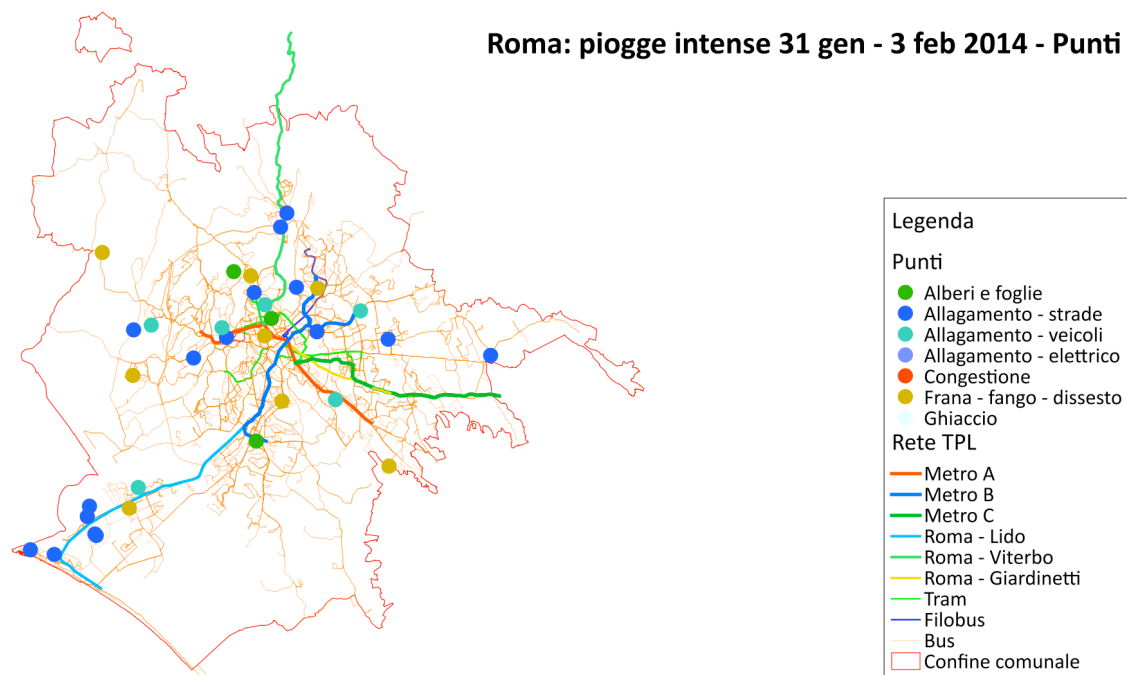 Roma: piogge intense 31 gen - 3 feb 2014 - Punti
Legenda
Punti
Alberi e foglie
Allagamento - strade
Allagamento - veicoli
Allagamento - elettrico
Congestione
Frana - fango - dissesto
Ghiaccio
Rete TPL
Metro A
Metro B
Metro C
Roma - Lido
Roma - Viterbo
Roma - Giardinetti
Tram
Filobus
Bus
Confine comunale